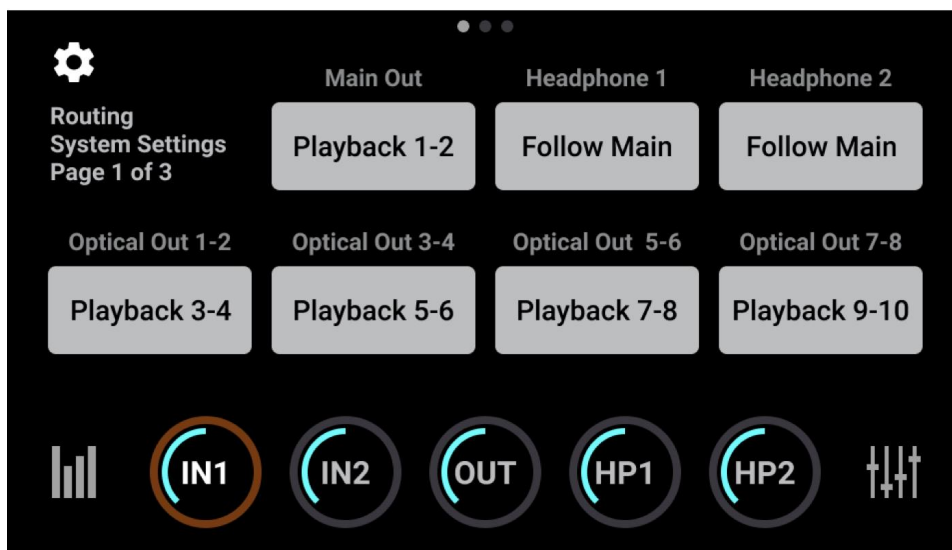 Routing
System Settings
Page 1 of 3
Main Out
Headphone 1
Headphone 2
Playback 1-2
Follow Main
Follow Main
Optical Out 1-2
Optical Out 3-4
Optical Out 5-6
Optical Out 7-8
Playback 3-4
Playback 5-6
Playback 7-8
Playback 9-10
IN1
IN2
OUT
HP1
HP2